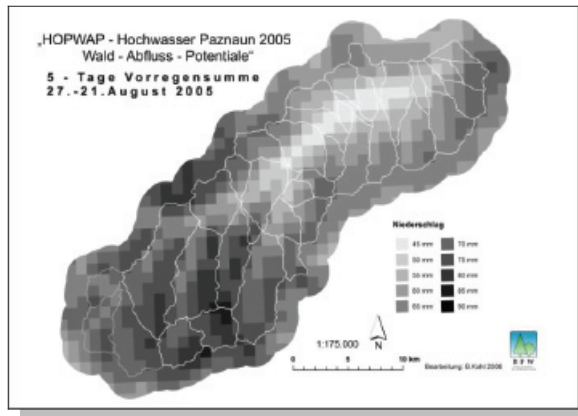 „HOPWAP - Hochwasser Paznaun 2005
Wald - Abfluss - Potentiale“
5 - Tage Vorregensumme
27.-21.August 2005
Niederschlag
45 mm 70 mm
50 mm 75 mm
55 mm 80 mm
60 mm 85 mm
65 mm 90 mm
1:175.000
N
0 5 10 km
Bearbeitung: B.Kohl 2006
BFW